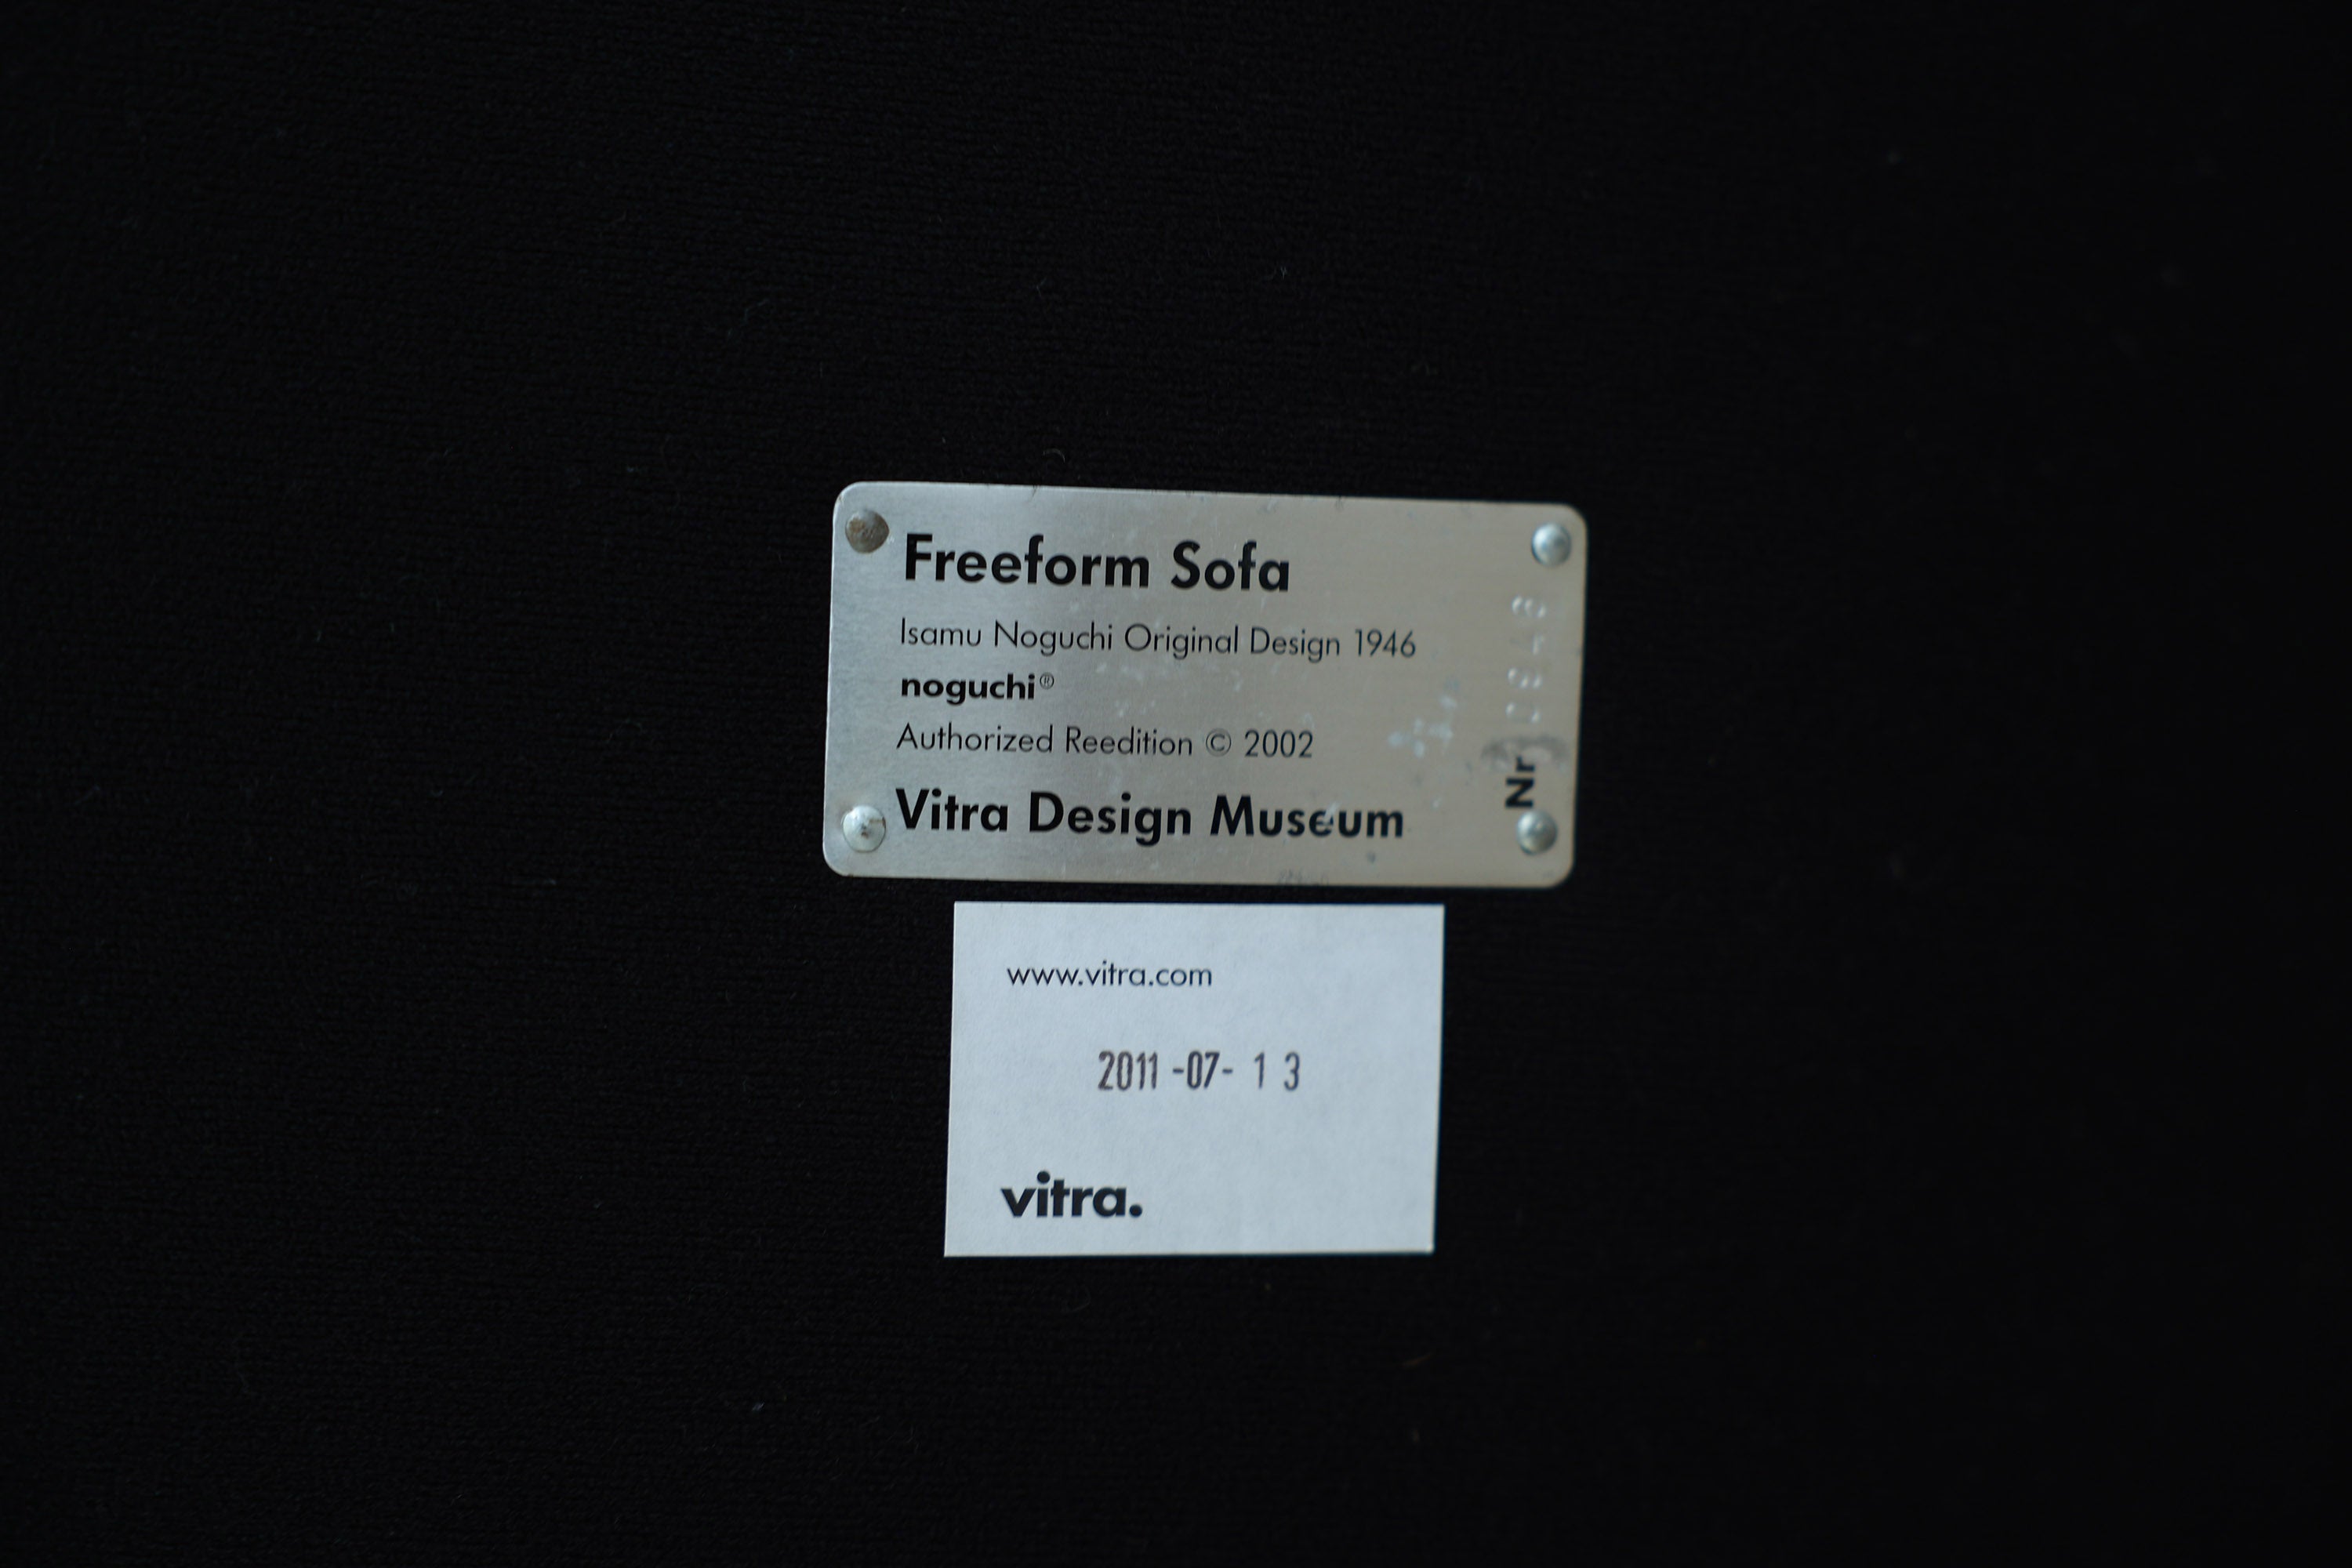 Freeform Sofa
Isamu Noguchi Original Design 1946
noguchi®
Authorized Reedition © 2002
Vitra Design Museum
Nr
www.vitra.com
2011 -07- 1 3
vitra.